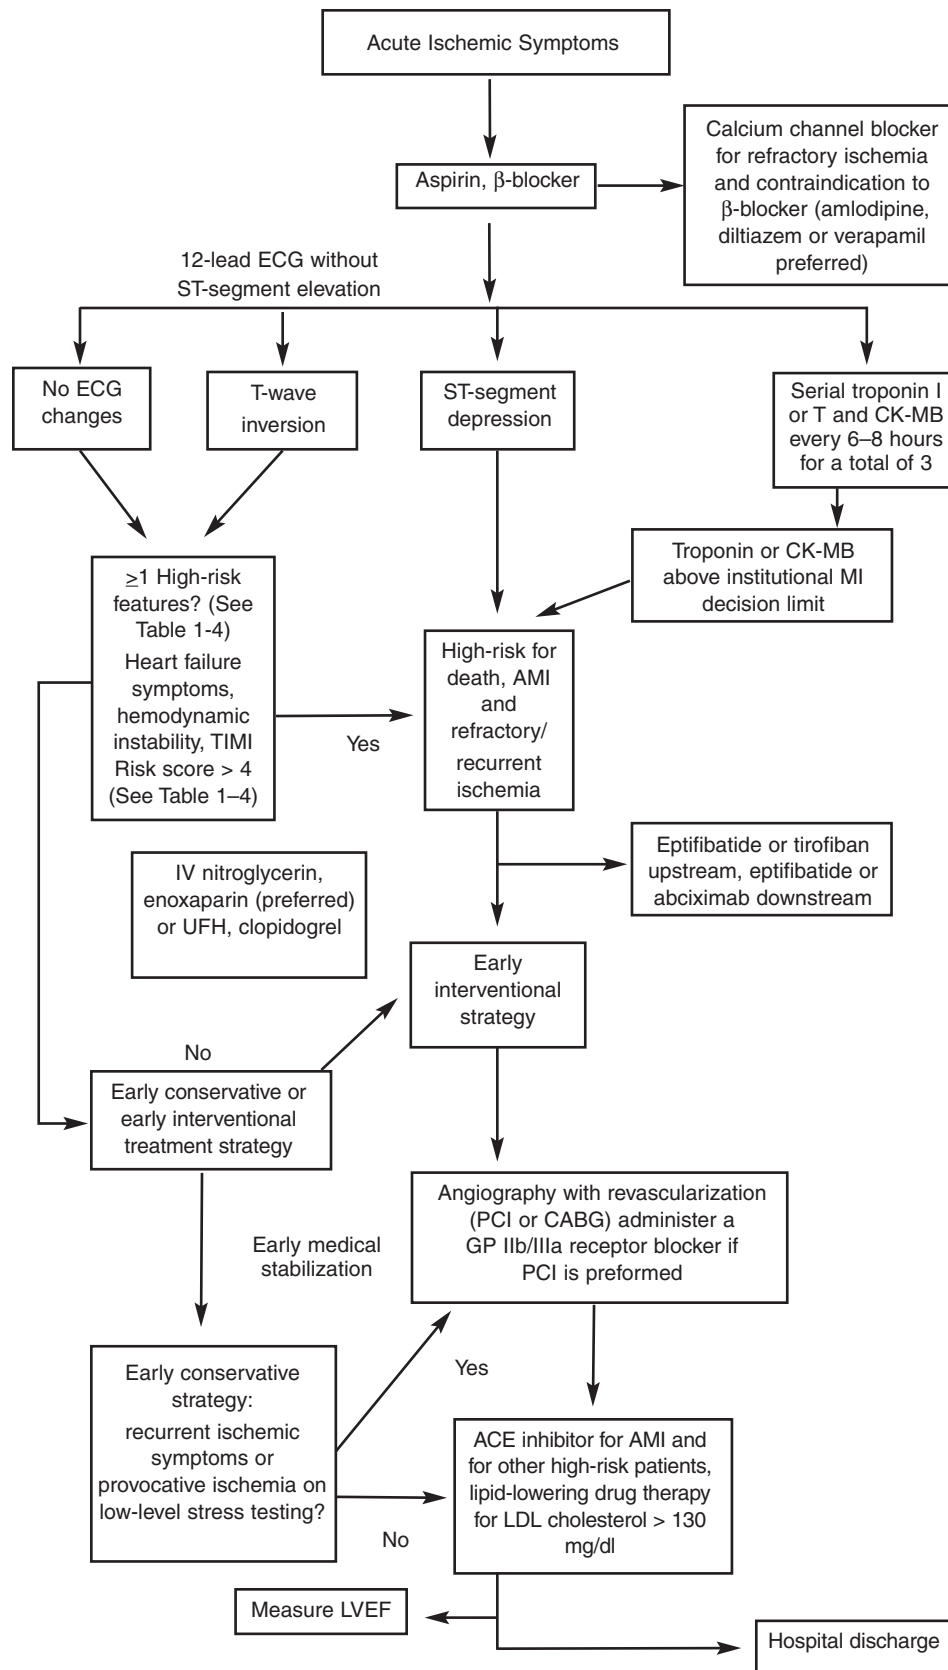 Acute Ischemic Symptoms
Aspirin, β-blocker
Calcium channel blocker
for refractory ischemia
and contraindication to
β-blocker (amlodipine,
diltiazem or verapamil
preferred)
12-lead ECG without
ST-segment elevation
No ECG
changes
T-wave
inversion
ST-segment
depression
Serial troponin I
or T and CK-MB
every 6–8 hours
for a total of 3
Troponin or CK-MB
above institutional MI
decision limit
≥1 High-risk
features? (See
Table 1-4)
Heart failure
symptoms,
hemodynamic
instability, TIMI
Risk score > 4
(See Table 1–4)
Yes
High-risk for
death, AMI
and
refractory/
recurrent
ischemia
Eptifibatide or tirofiban
upstream, eptifibatide or
abciximab downstream
IV nitroglycerin,
enoxaparin (preferred)
or UFH, clopidogrel
Early
interventional
strategy
No
Early conservative or
early interventional
treatment strategy
Angiography with revascularization
(PCI or CABG) administer a
GP IIb/IIIa receptor blocker if
PCI is preformed
Early medical
stabilization
Early conservative
strategy:
recurrent ischemic
symptoms or
provocative ischemia on
low-level stress testing?
Yes
No
ACE inhibitor for AMI and
for other high-risk patients,
lipid-lowering drug therapy
for LDL cholesterol > 130
mg/dl
Measure LVEF
Hospital discharge